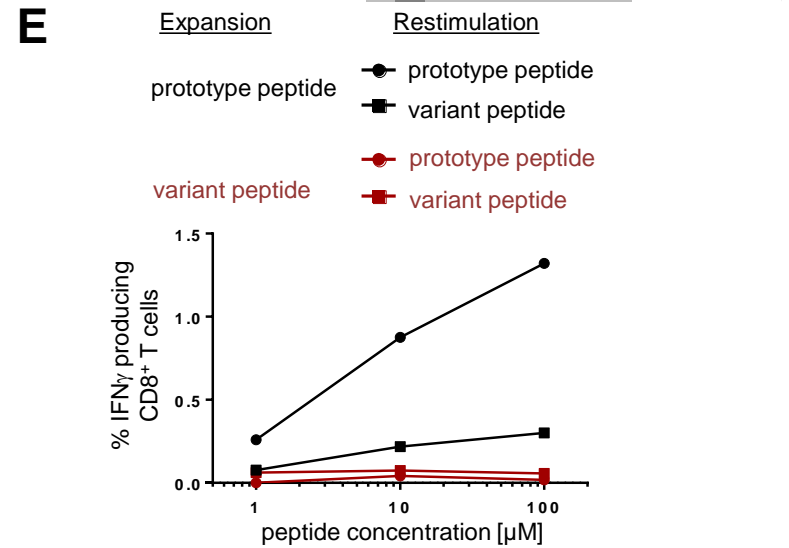 E
Expansion Restimulation
prototype peptide
prototype peptide
variant peptide
prototype peptide
variant peptide
variant peptide
1.5
1.0
0.5
0.0
% IFNγ producing
CD8⁺ T cells
1 10 100
peptide concentration [µM]